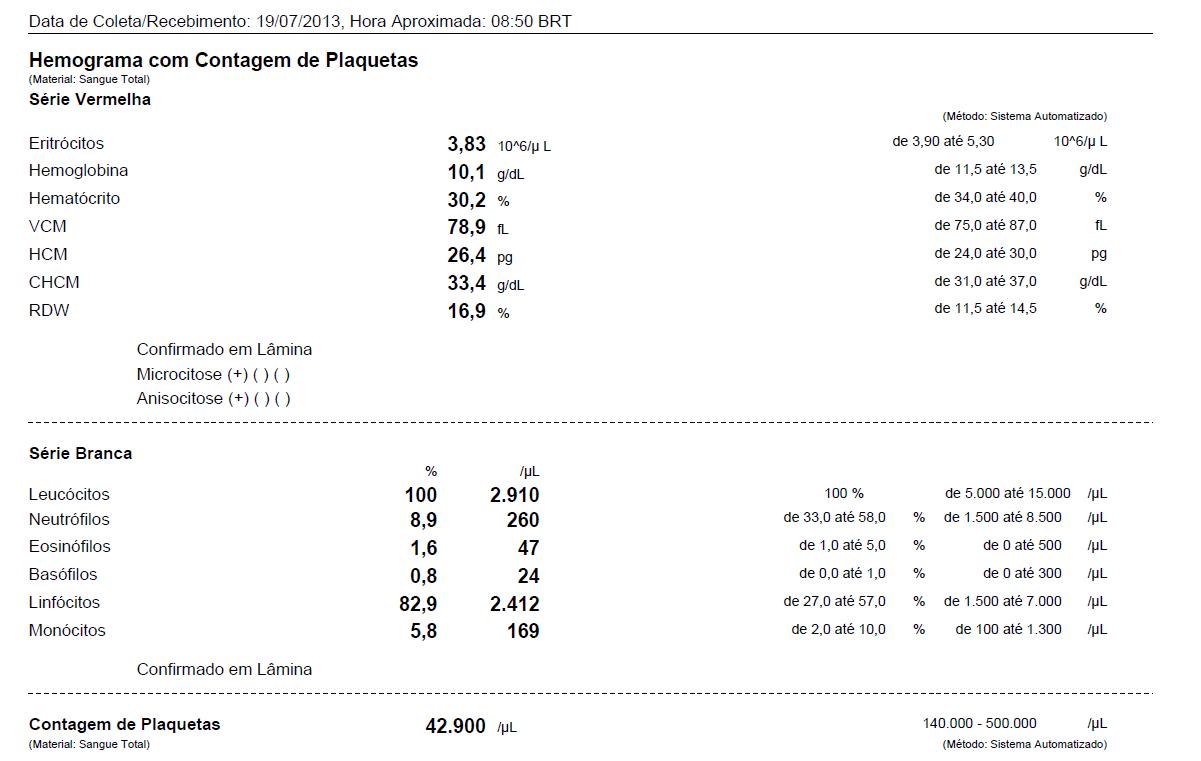 Data de Coleta/Recebimento: 19/07/2013, Hora Aproximada: 08:50 BRT
Hemograma com Contagem de Plaquetas
(Material: Sangue Total)
Série Vermelha
(Método: Sistema Automatizado)
Eritrócitos 3,83 10^6/µ L de 3,90 até 5,30 10^6/µ L
Hemoglobina 10,1 g/dL de 11,5 até 13,5 g/dL
Hematócrito 30,2 % de 34,0 até 40,0 %
VCM 78,9 fL de 75,0 até 87,0 fL
HCM 26,4 pg de 24,0 até 30,0 pg
CHCM 33,4 g/dL de 31,0 até 37,0 g/dL
RDW 16,9 % de 11,5 até 14,5 %
Confirmado em Lâmina
Microcitose (+) ( ) ( )
Anisocitose (+) ( ) ( )
Série Branca
% /µL
Leucócitos 100 2.910 100 % de 5.000 até 15.000 /µL
Neutrófilos 8,9 260 de 33,0 até 58,0 % de 1.500 até 8.500 /µL
Eosinófilos 1,6 47 de 1,0 até 5,0 % de 0 até 500 /µL
Basófilos 0,8 24 de 0,0 até 1,0 % de 0 até 300 /µL
Linfócitos 82,9 2.412 de 27,0 até 57,0 % de 1.500 até 7.000 /µL
Monócitos 5,8 169 de 2,0 até 10,0 % de 100 até 1.300 /µL
Confirmado em Lâmina
Contagem de Plaquetas 42.900 /µL 140.000 - 500.000 /µL
(Material: Sangue Total) (Método: Sistema Automatizado)